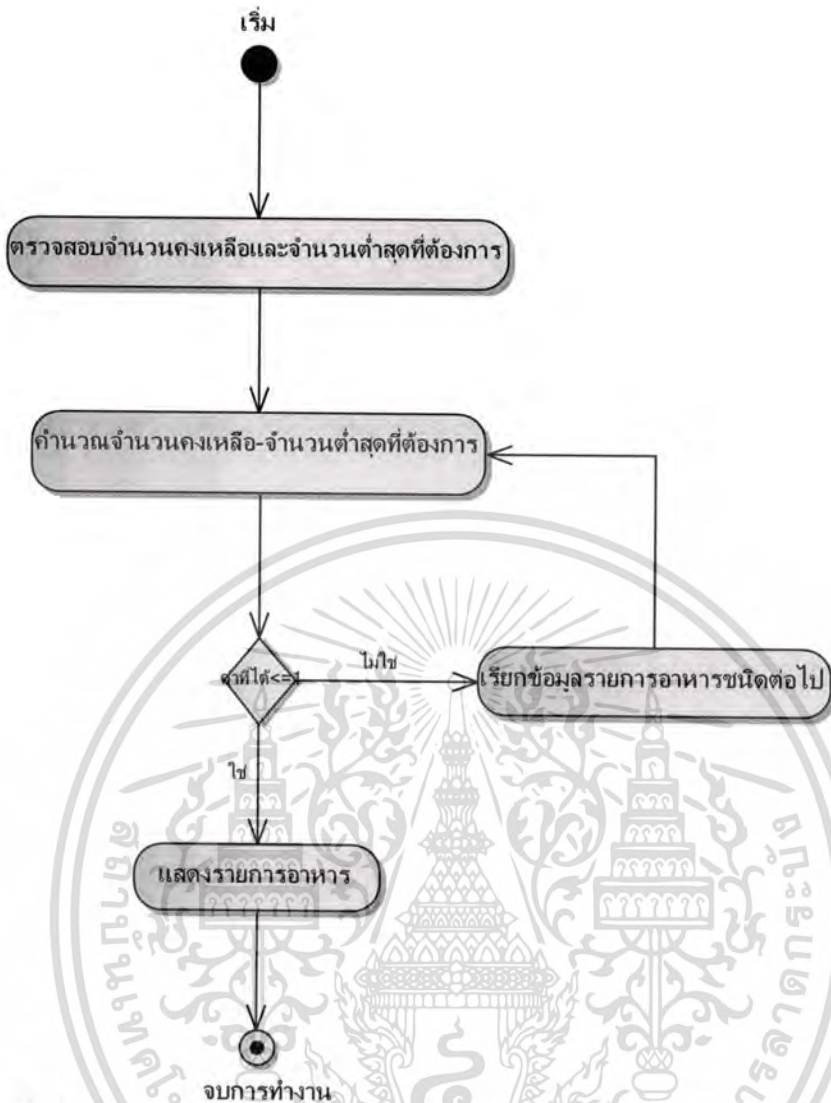 เริ่ม
ตรวจสอบจำนวนคงเหลือและจำนวนต่ำสุดที่ต้องการ
คำนวณจำนวนคงเหลือ-จำนวนต่ำสุดที่ต้องการ
ค่าที่ได้<=1
ไม่ใช่
เรียกข้อมูลรายการอาหารชนิดต่อไป
ใช่
แสดงรายการอาหาร
จบการทำงาน